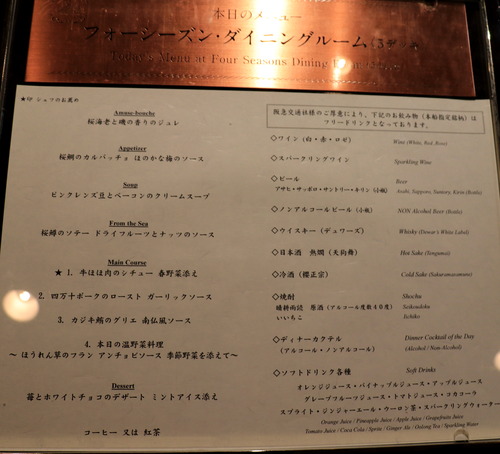 本日のメニュー
フォーシーズン・ダイニングルーム
Today's Menu at Four Seasons Dining Room
★印 シェフのお薦め
Amuse-bouche
桜海老と磯の香りのジュレ
Appetizer
桜鯛のカルパッチョ ほのかな梅のソース
Soup
ピンクレンズ豆とベーコンのクリームスープ
From the Sea
桜鱒のソテー ドライフルーツとナッツのソース
Main Course
★ 1. 牛ほほ肉のシチュー 春野菜添え
2. 四万十ポークのロースト ガーリックソース
3. カジキ鮪のグリエ 南仏風ソース
4. 本日の温野菜料理
～ ほうれん草のフラン アンチョビソース 季節野菜を添えて～
Dessert
苺とホワイトチョコのデザート ミントアイス添え
コーヒー 又は 紅茶
阪急交通社様のご厚意により、下記のお飲み物(本船指定銘柄)は
フリードリンクとなっております。
◇ワイン (白・赤・ロゼ) Wine (White, Red, Rose)
◇スパークリングワイン Sparkling Wine
◇ビール Beer
アサヒ・サッポロ・サントリー・キリン (小瓶) Asahi, Sapporo, Suntory, Kirin (Bottle)
◇ノンアルコールビール (小瓶) NON Alcohol Beer (Bottle)
◇ウイスキー (デュワーズ) Whisky (Dewar's White Label)
◇日本酒 熱燗 (天術舞) Hot Sake (Tengumai)
◇冷酒 (櫻正宗) Cold Sake (Sakuramasamune)
◇焼酎 Shochu
晴耕雨読 原酒 (アルコール度数40度) Seikoudoku
いいちこ Iichiko
◇ディナーカクテル Dinner Cocktail of the Day
(アルコール・ノンアルコール) (Alcohol / Non-Alcohol)
◇ソフトドリンク各種 Soft Drinks
オレンジジュース・パイナップルジュース・アップルジュース
グレープフルーツジュース・トマトジュース・コカコーラ
スプライト・ジンジャーエール・ウーロン茶・スパークリングウォーター
Orange Juice / Pineapple Juice / Apple Juice / Grapefruit Juice
Tomato Juice / Coca Cola / Sprite / Ginger Ale / Oolong Tea / Sparkling Water